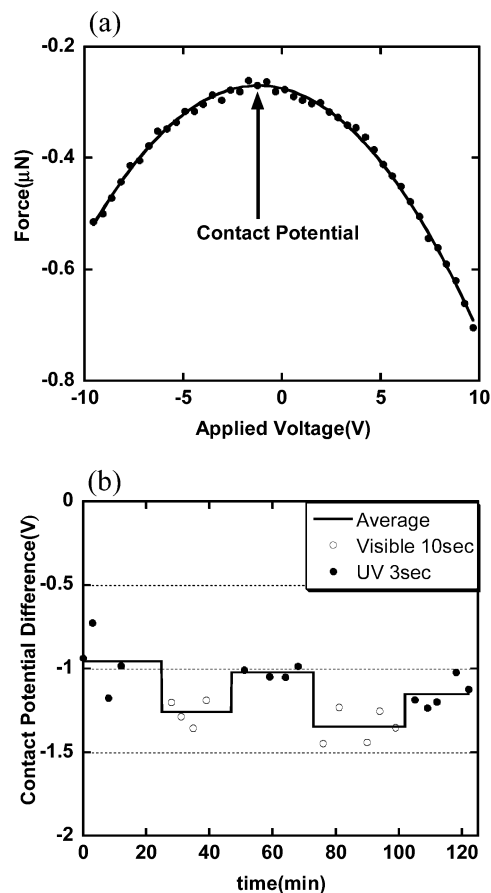 (a)
-0.2
-0.4
-0.6
-0.8
Force(μN)
Contact Potential
-10
-5
0
5
10
Applied Voltage(V)
(b)
0
-0.5
-1
-1.5
-2
Contact Potential Difference(V)
Average
Visible 10sec
UV 3sec
0
20
40
60
80
100
120
time(min)